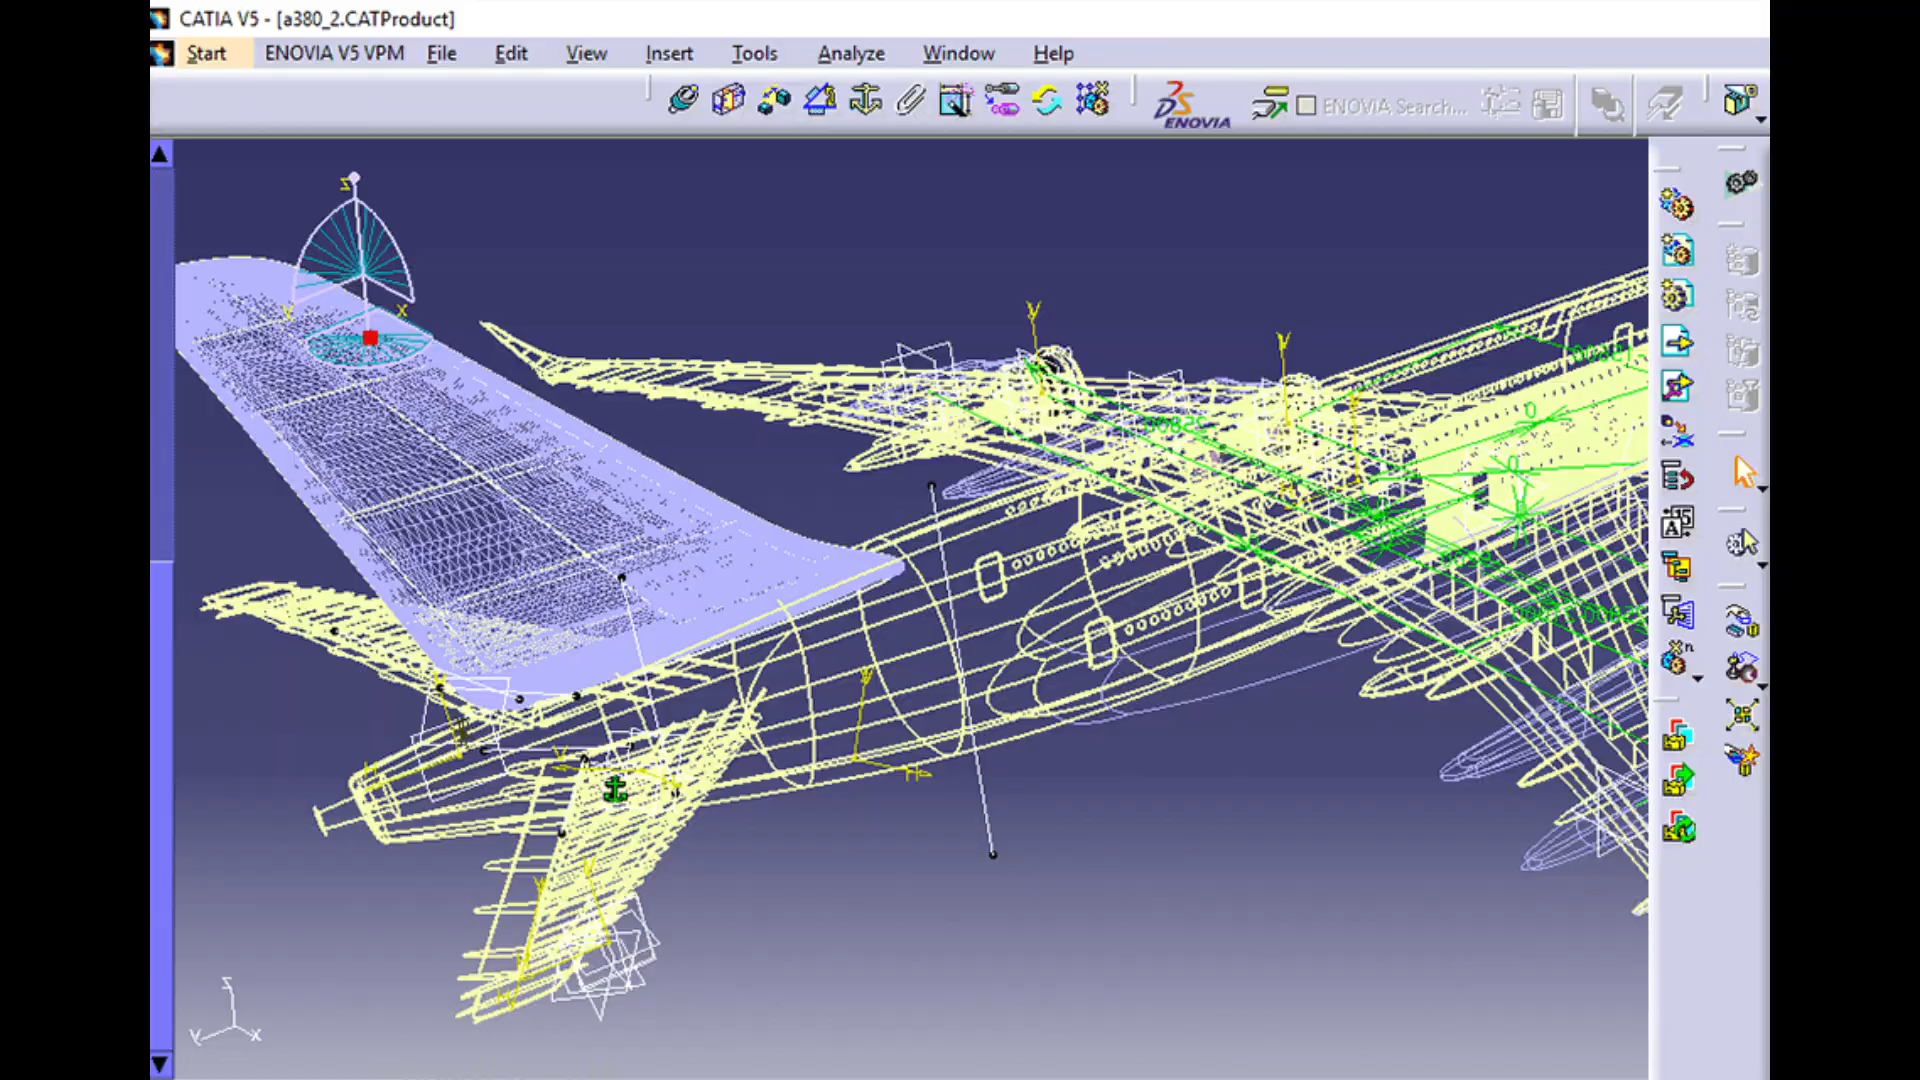 CATIA V5 - [a380_2.CATProduct]
Start ENOVIA V5 VPM File Edit View Insert Tools Analyze Window Help
DS ENOVIA
ENOVIA Search...
z
y x
y
y
z
y x